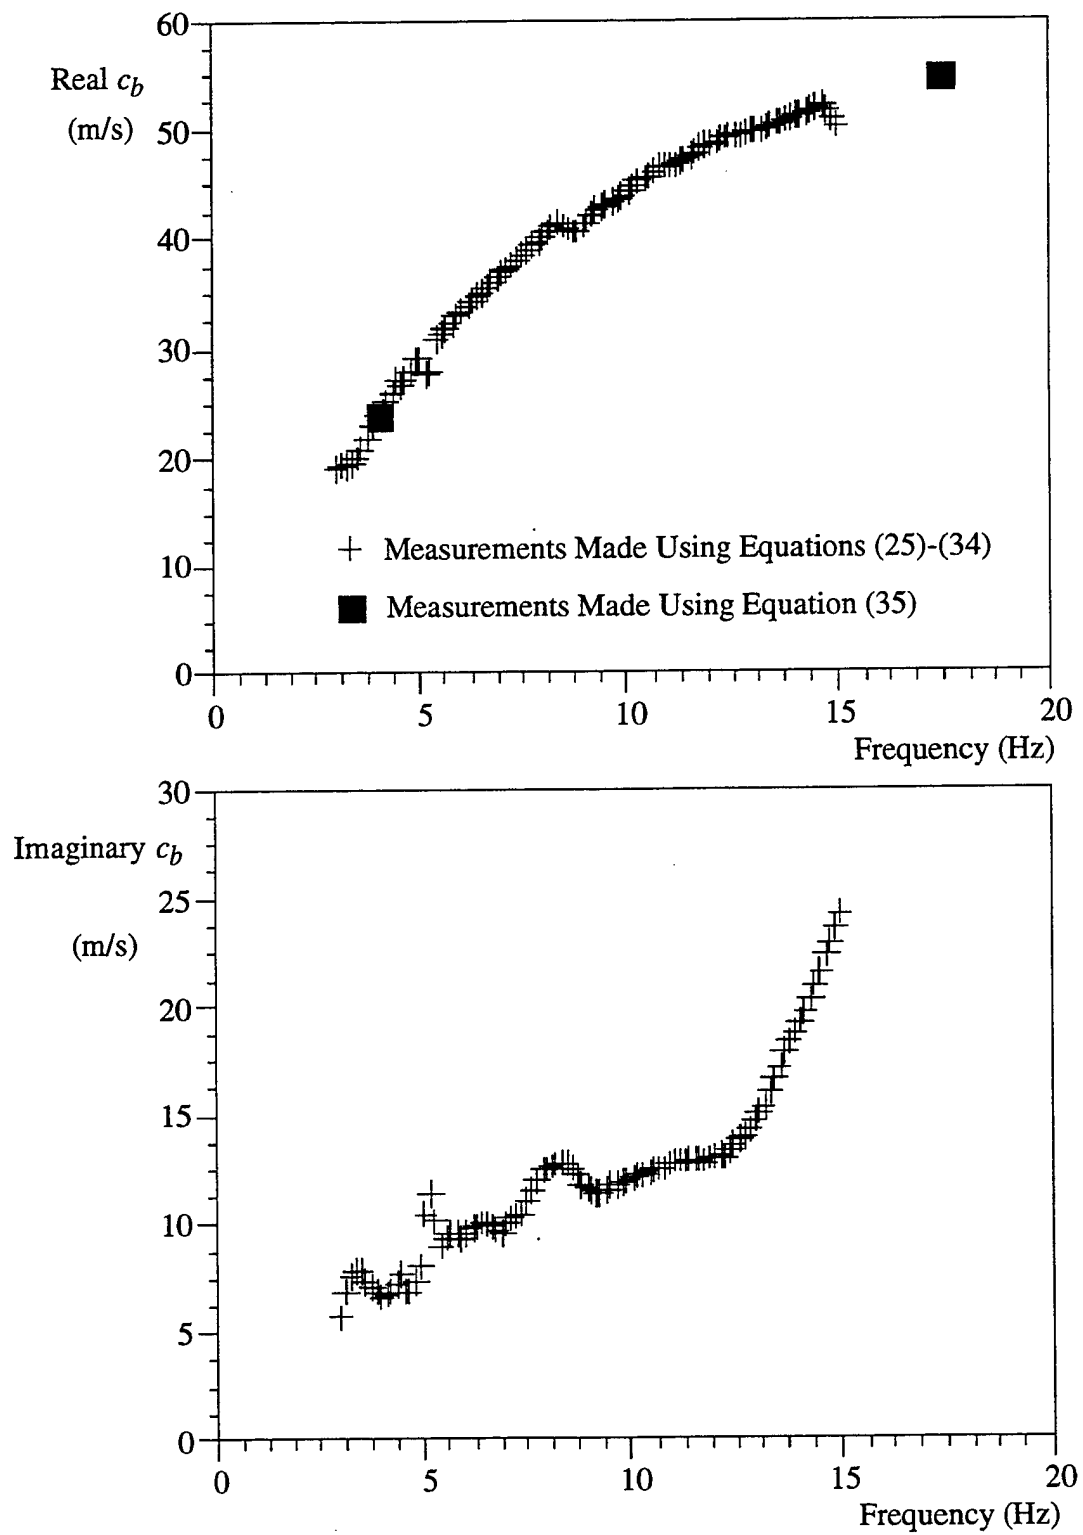 60
Real c_b
(m/s)
50
40
30
20
Measurements Made Using Equations (25)-(34)
10
Measurements Made Using Equation (35)
0
0 5 10 15 20
Frequency (Hz)
30
Imaginary c_b
25
(m/s)
20
15
10
5
0
0 5 10 15 20
Frequency (Hz)